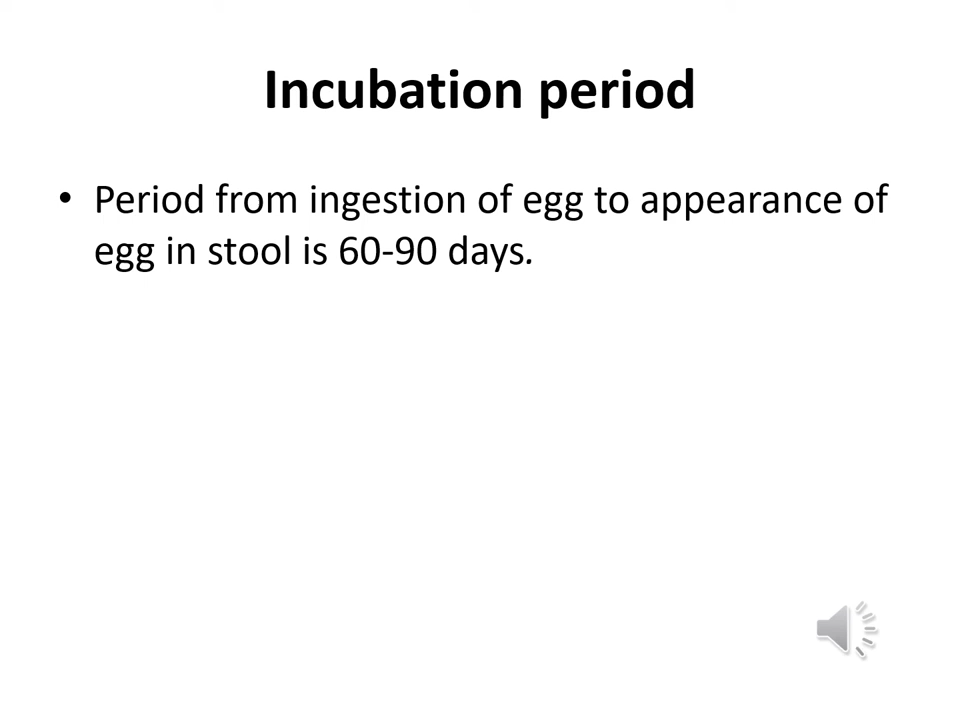 Incubation period
• Period from ingestion of egg to appearance of
egg in stool is 60-90 days.